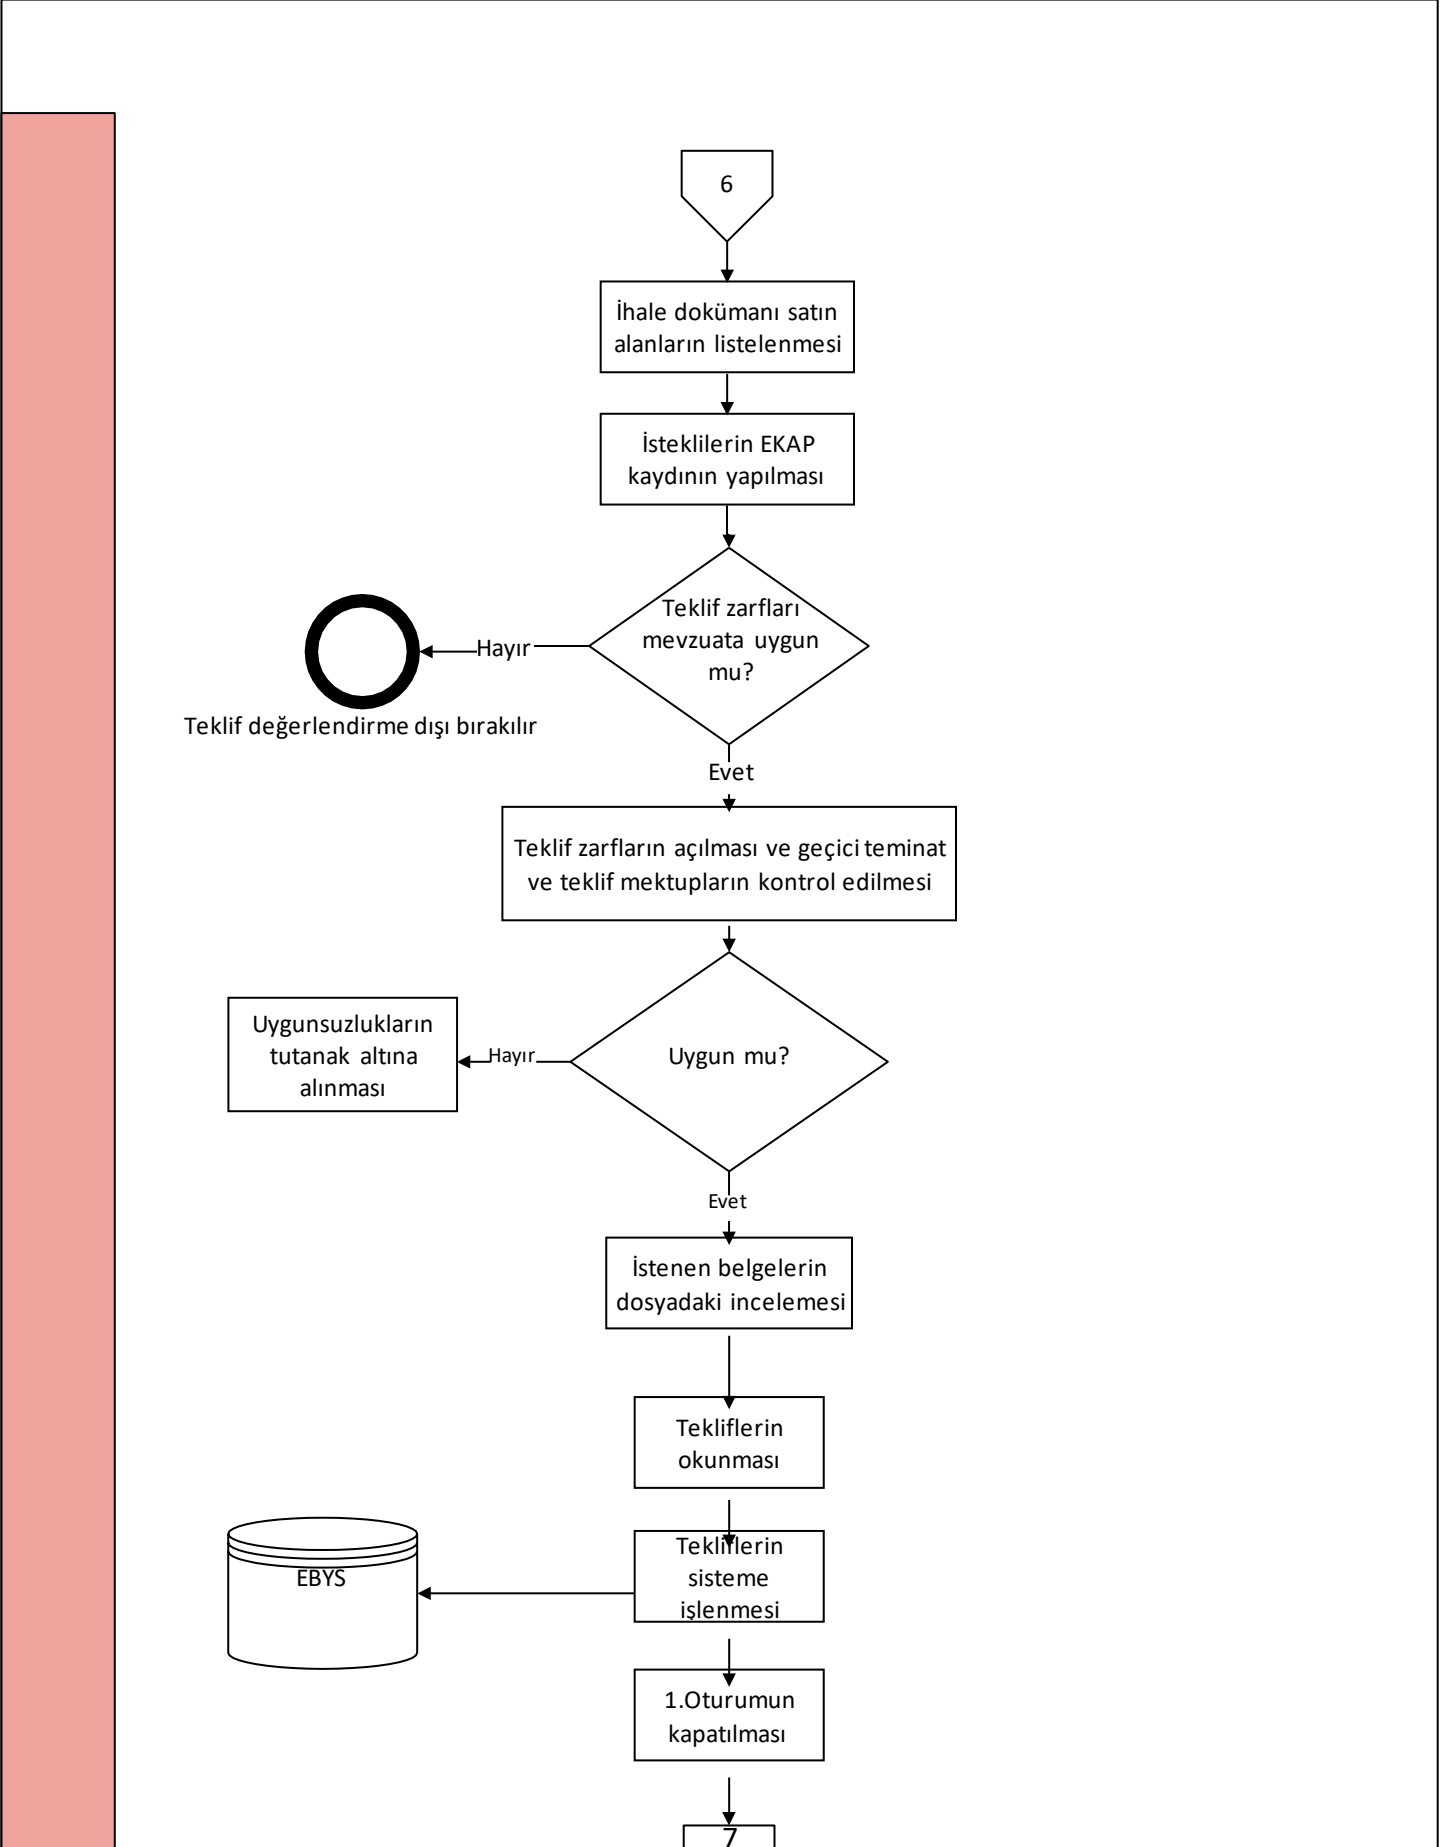 6
İhale dokümanı satın
alanların listelenmesi
İsteklilerin EKAP
kaydının yapılması
Teklif zarfları
mevzuata uygun
mu?
Hayır
Teklif değerlendirme dışı bırakılır
Evet
Teklif zarfların açılması ve geçici teminat
ve teklif mektupların kontrol edilmesi
Uygun mu?
Hayır
Uygunsuzlukların
tutanak altına
alınması
Evet
İstenen belgelerin
dosyadaki incelemesi
Tekliflerin
okunması
Tekliflerin
sisteme
işlenmesi
EBYS
1.Oturumun
kapatılması
7